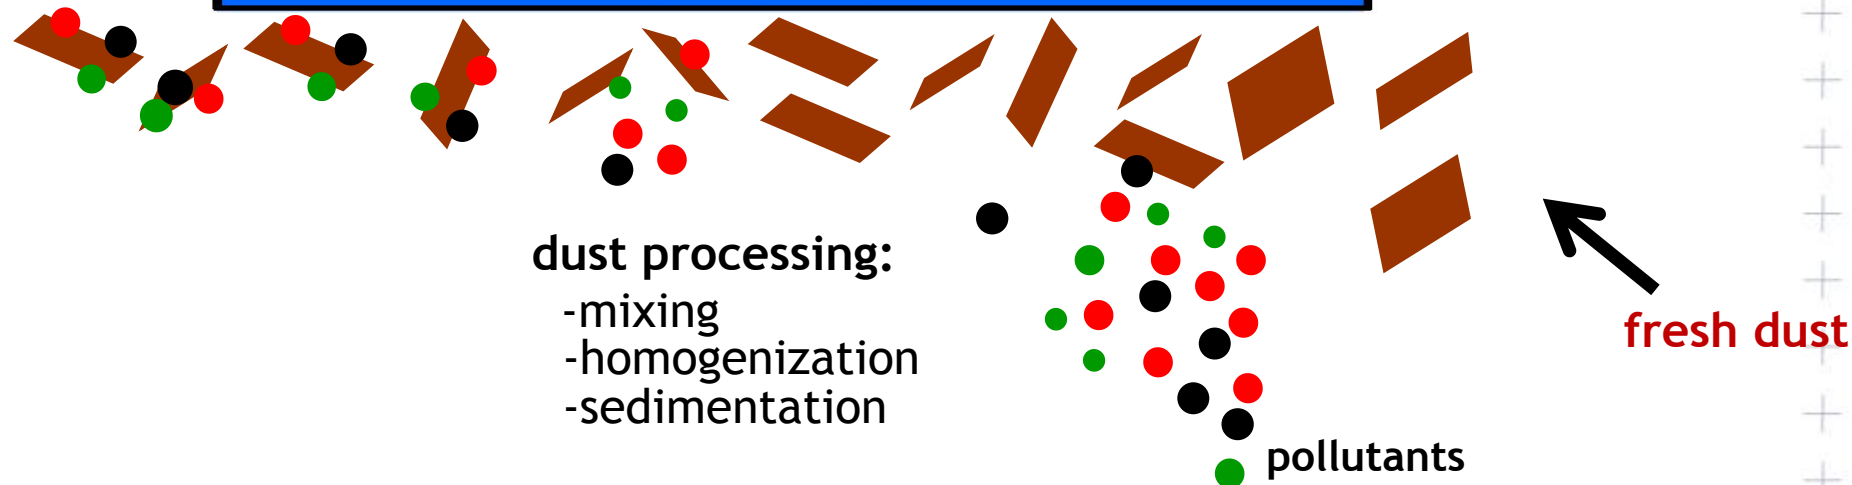 dust processing:
-mixing
-homogenization
-sedimentation
fresh dust
pollutants